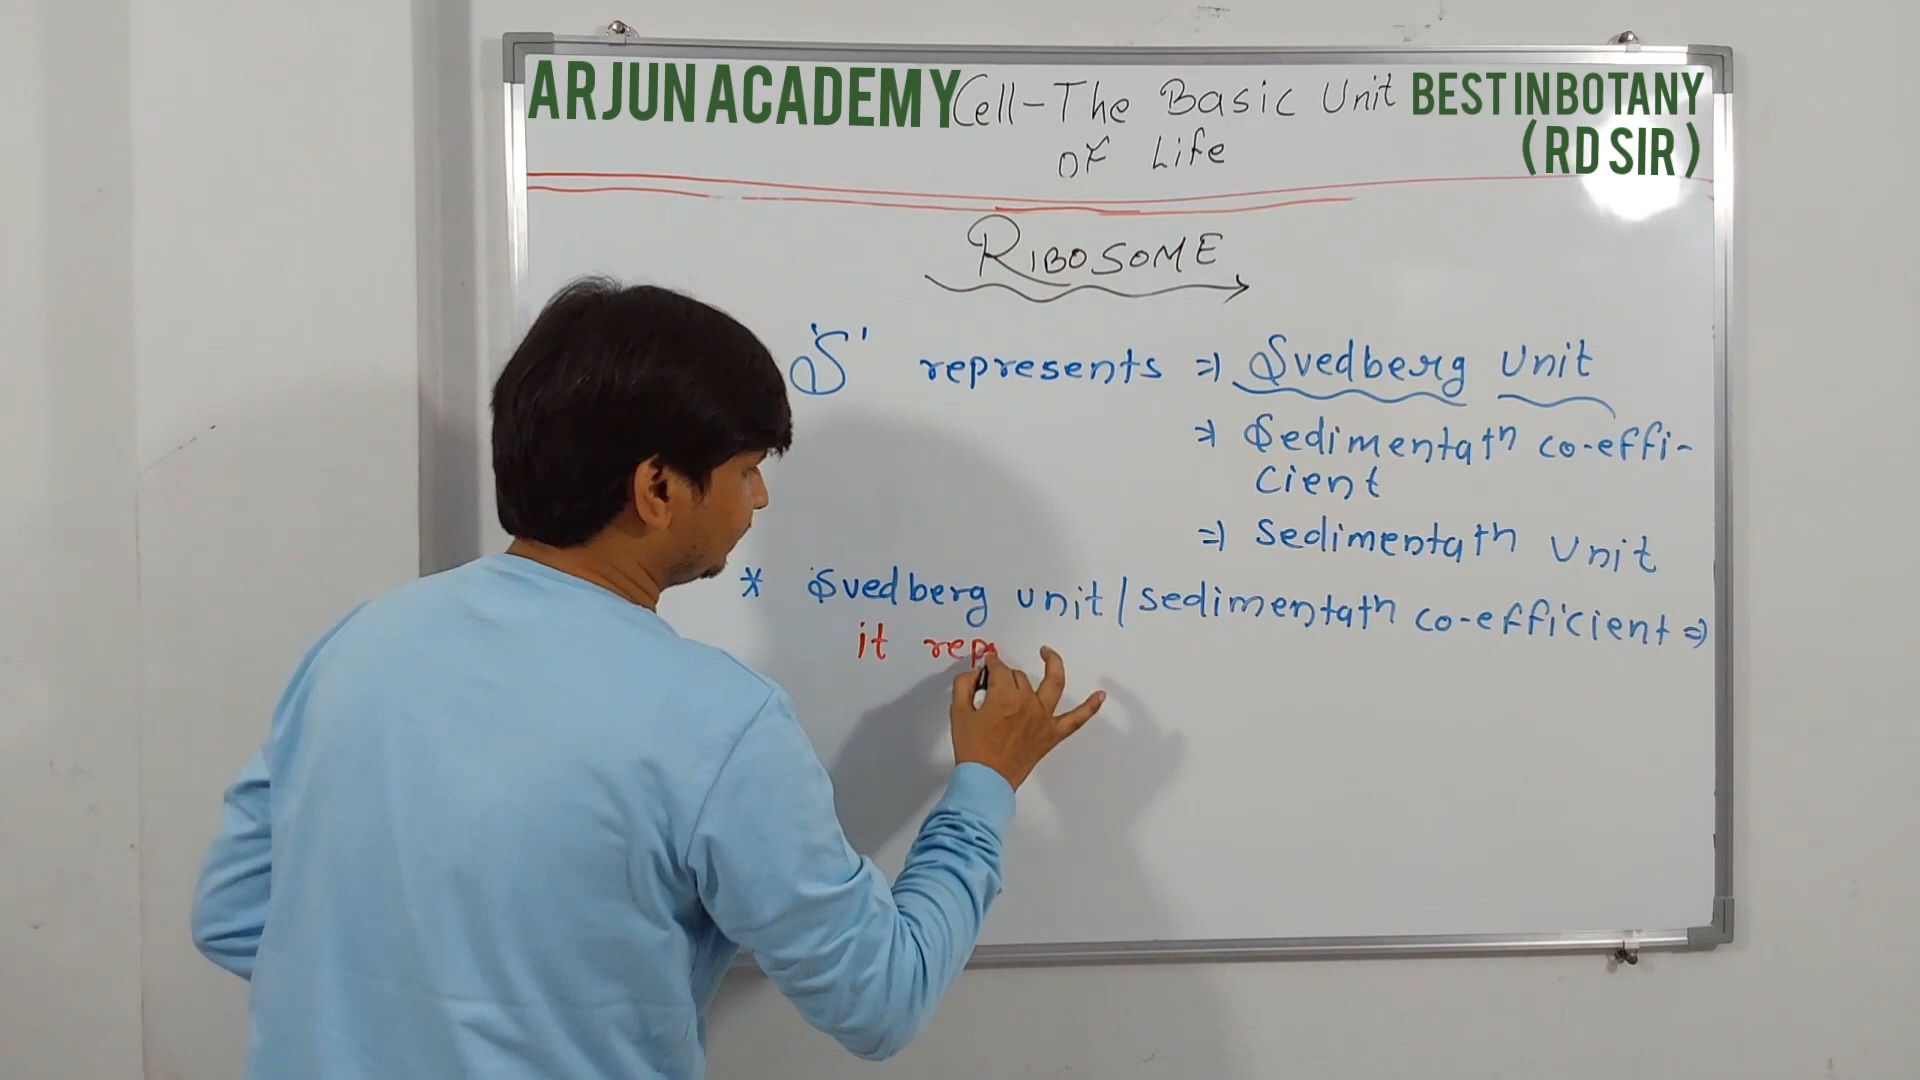 ARJUN ACADEMY Cell-The Basic Unit BEST IN BOTANY
OF Life (RD SIR)
RIBOSOME
'S' represents ⇒ Svedberg Unit
⇒ Sedimentatn co-effi-
cient
⇒ Sedimentatn Unit
* Svedberg unit/sedimentatn co-efficient ⇒
it rep